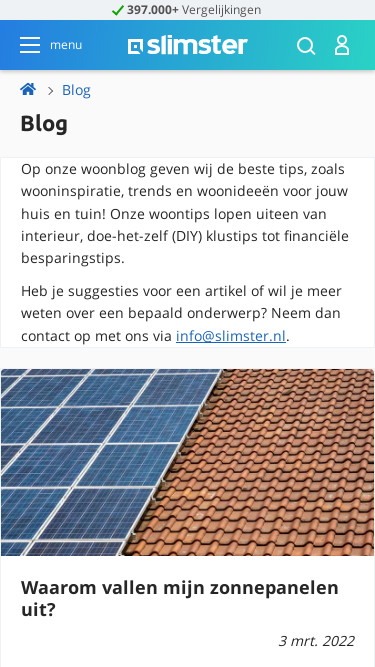 397.000+ Vergelijkingen
menu
slimster
Blog
Blog
Op onze woonblog geven wij de beste tips, zoals
wooninspiratie, trends en woonideeën voor jouw
huis en tuin! Onze woontips lopen uiteen van
interieur, doe-het-zelf (DIY) klustips tot financiële
besparingstips.
Heb je suggesties voor een artikel of wil je meer
weten over een bepaald onderwerp? Neem dan
contact op met ons via info@slimster.nl.
Waarom vallen mijn zonnepanelen
uit?
3 mrt. 2022